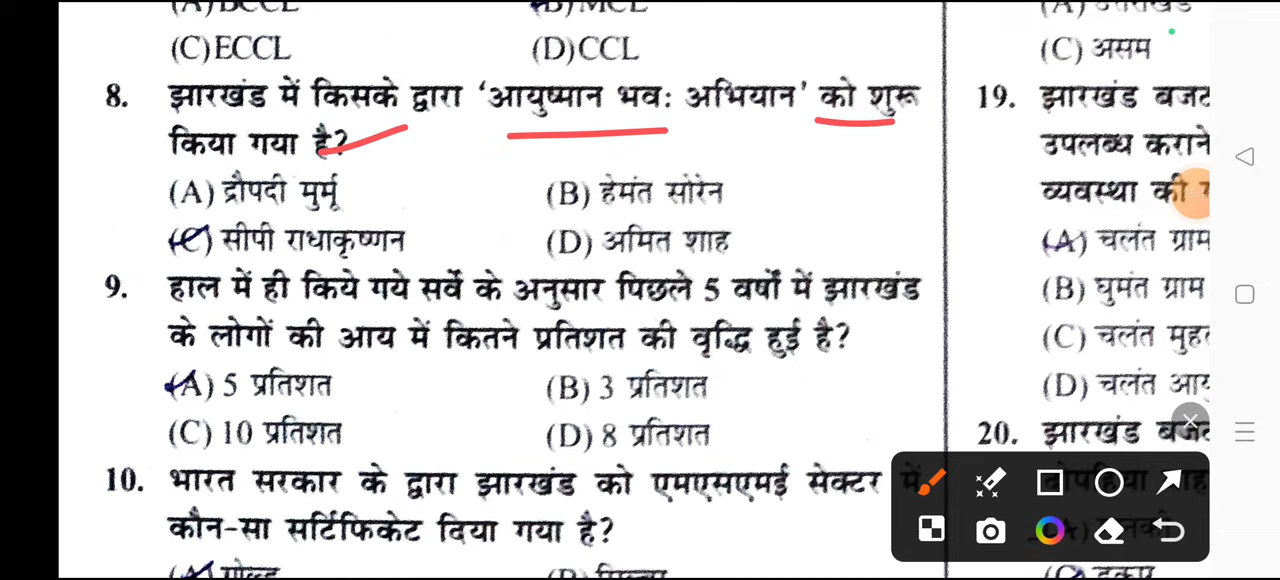 (C) ECCL (D) CCL
8. झारखंड में किसके द्वारा ‘आयुष्मान भवः अभियान’ को शुरू
किया गया है?
(A) द्रौपदी मुर्मू (B) हेमंत सोरेन
(C) सीपी राधाकृष्णन (D) अमित शाह
9. हाल में ही किये गये सर्वे के अनुसार पिछले 5 वर्षों में झारखंड
के लोगों की आय में कितने प्रतिशत की वृद्धि हुई है?
(A) 5 प्रतिशत (B) 3 प्रतिशत
(C) 10 प्रतिशत (D) 8 प्रतिशत
10. भारत सरकार के द्वारा झारखंड को एमएसएमई सेक्टर में
कौन-सा सर्टिफिकेट दिया गया है?
(C) असम
19. झारखंड बजट
उपलब्ध कराने
व्यवस्था की
(A) चलंत ग्राम
(B) घुमंत ग्राम
(C) चलंत
(D) चलंत
20. झारखंड बजट